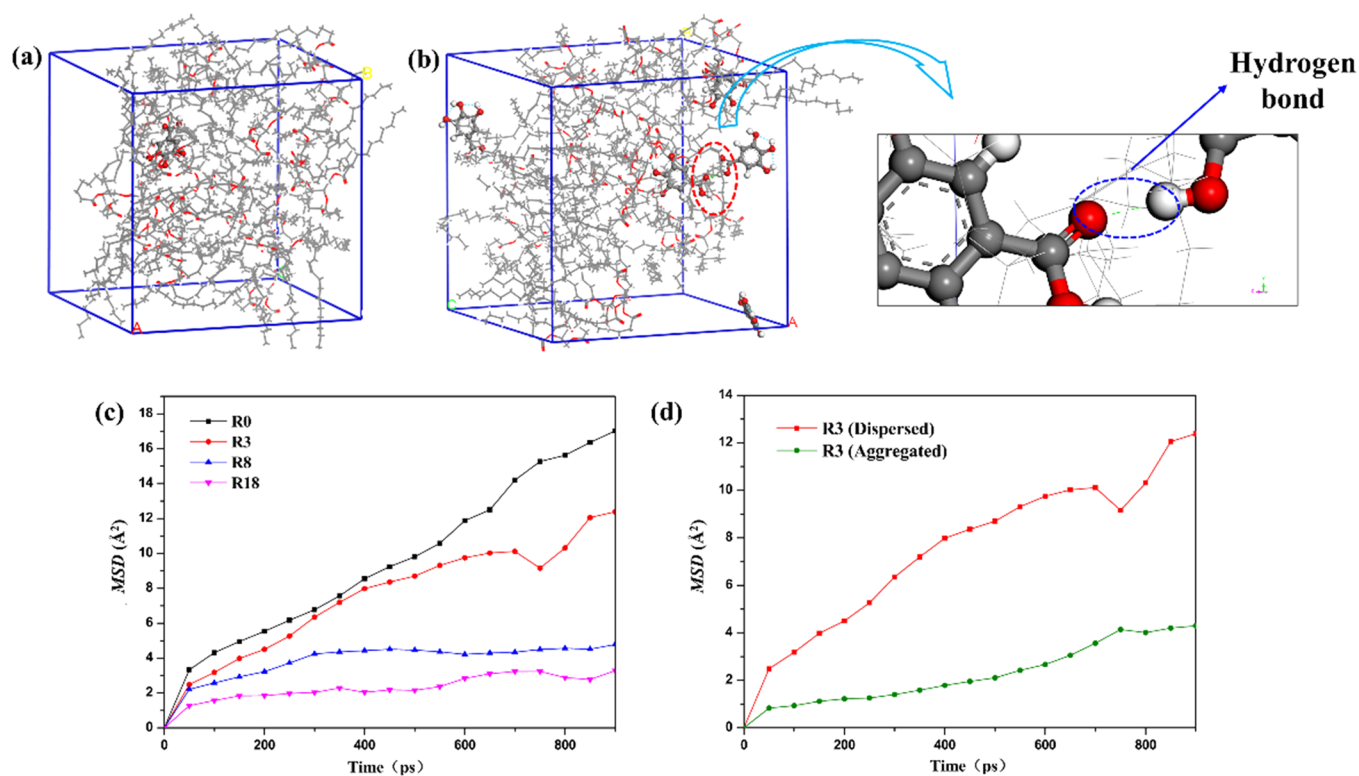 (a)
B
A
(b)
C
A
Hydrogen
bond
(c)
R0
R3
R8
R18
MSD (Å²)
18
16
14
12
10
8
6
4
2
0
0
200
400
600
800
Time（ps）
(d)
R3 (Dispersed)
R3 (Aggregated)
MSD (Å²)
14
12
10
8
6
4
2
0
0
200
400
600
800
Time（ps）